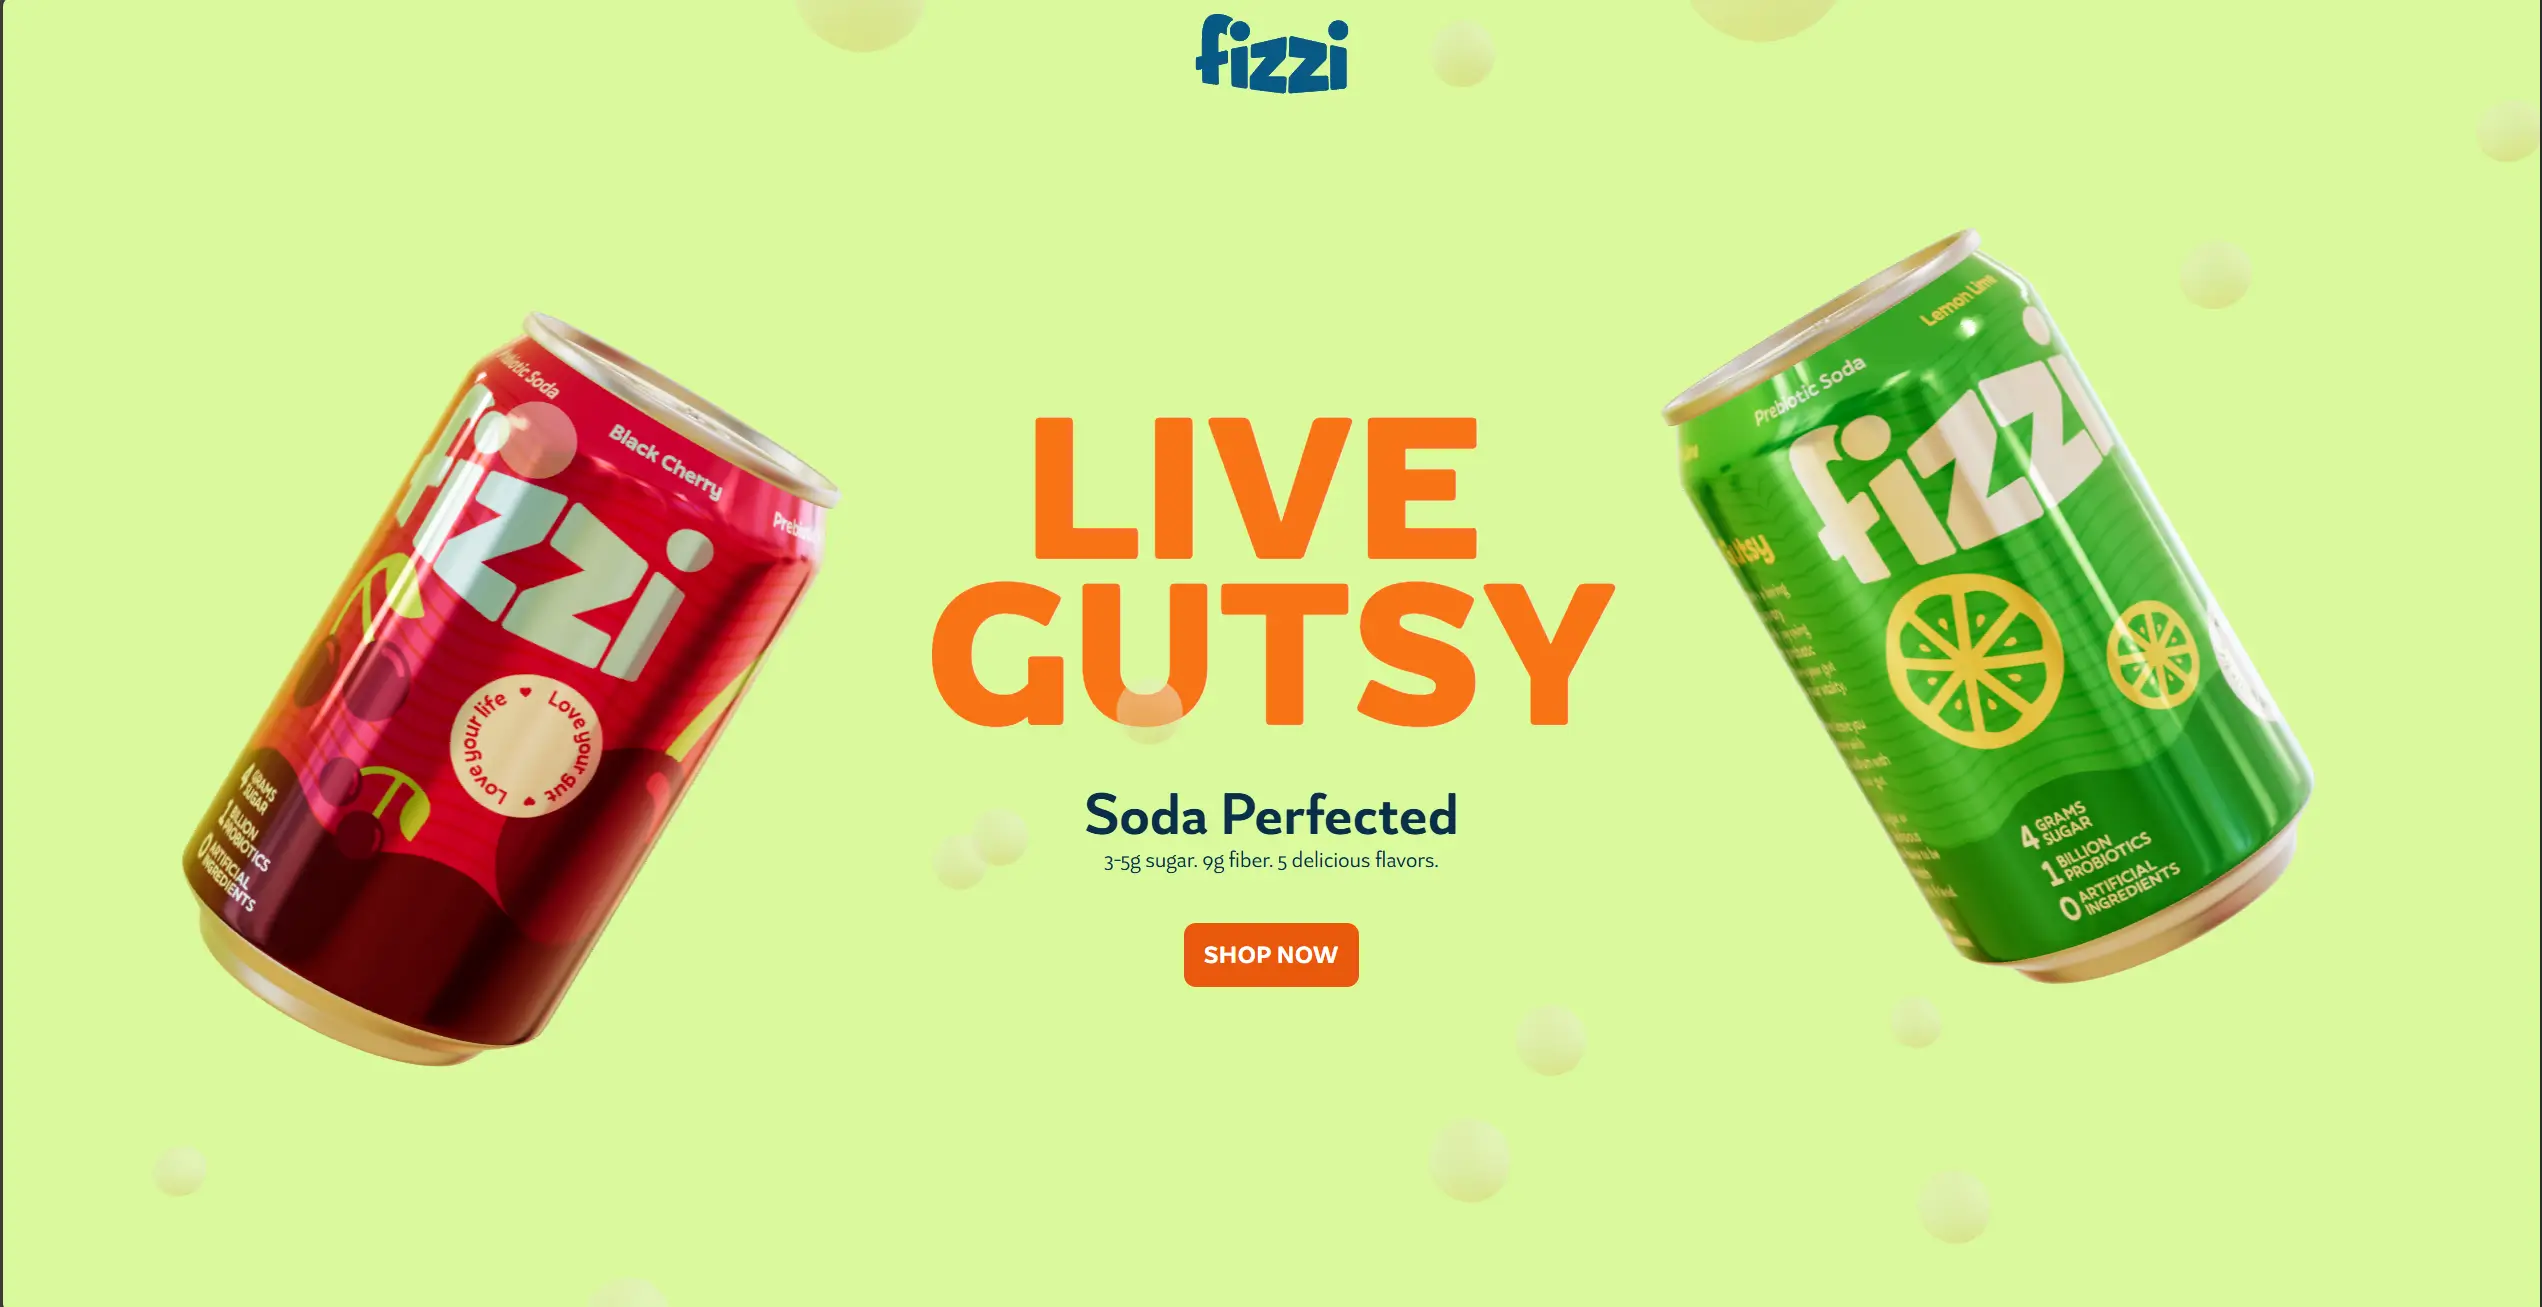 fizzi
Prebiotic Soda
Black Cherry
fizzi
Love your life
Love your gut
4 GRAMS
SUGAR
1 BILLION
PROBIOTICS
0 ARTIFICIAL
INGREDIENTS
LIVE
GUTSY
Soda Perfected
3-5g sugar. 9g fiber. 5 delicious flavors.
SHOP NOW
Lemon Lime
Prebiotic Soda
fizzi
4 GRAMS
SUGAR
1 BILLION
PROBIOTICS
0 ARTIFICIAL
INGREDIENTS